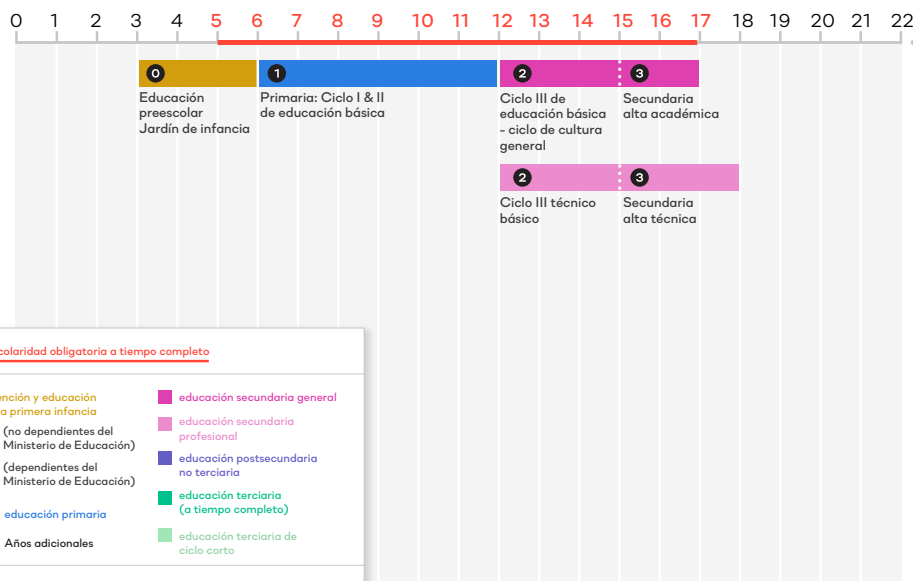 0 1 2 3 4 5 6 7 8 9 10 11 12 13 14 15 16 17 18 19 20 21 22
0 1 2 3
Educación
preescolar
Jardín de infancia
Primaria: Ciclo I & II
de educación básica
Ciclo III de
educación básica
- ciclo de cultura
general
Secundaria
alta académica
2 3
Ciclo III técnico
básico
Secundaria
alta técnica
colaridad obligatoria a tiempo completo
ención y educación
a primera infancia
(no dependientes del
Ministerio de Educación)
(dependientes del
Ministerio de Educación)
educación primaria
Años adicionales
educación secundaria general
educación secundaria
profesional
educación postsecundaria
no terciaria
educación terciaria
(a tiempo completo)
educación terciaria de
ciclo corto